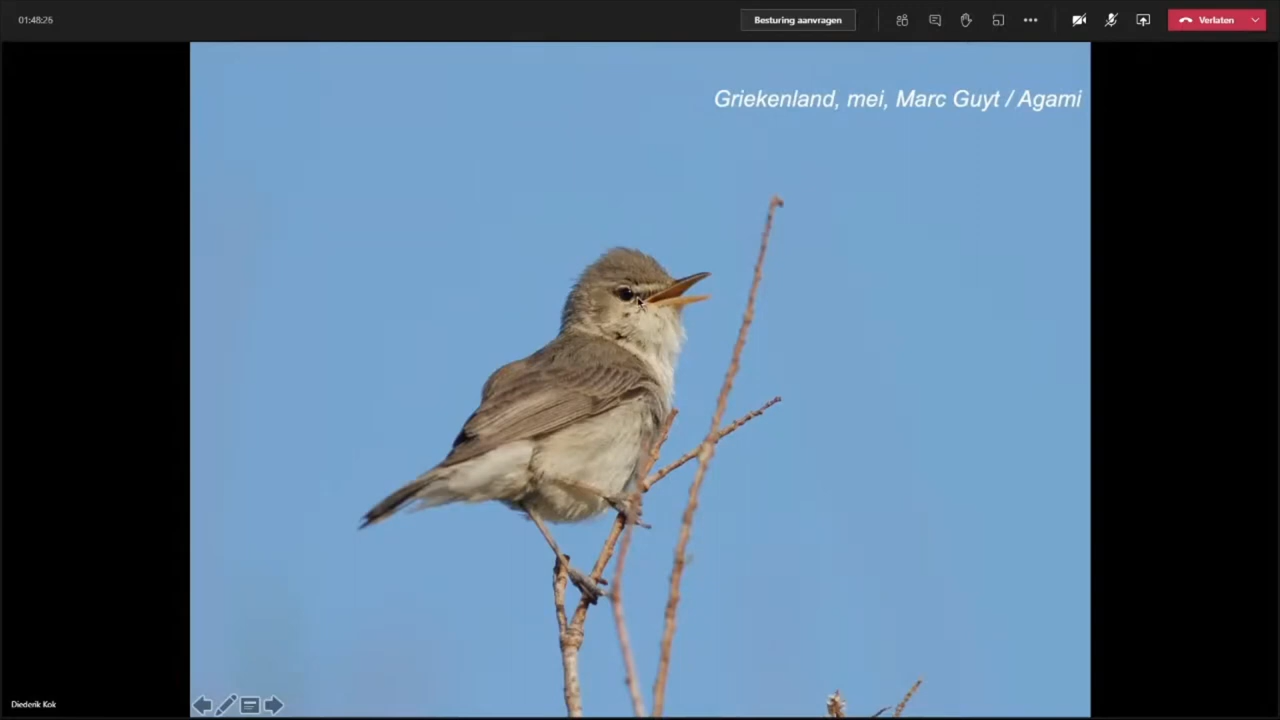 01:48:26
Besturing aanvragen
Verlaten
Griekenland, mei, Marc Guyt / Agami
Diederik Kok